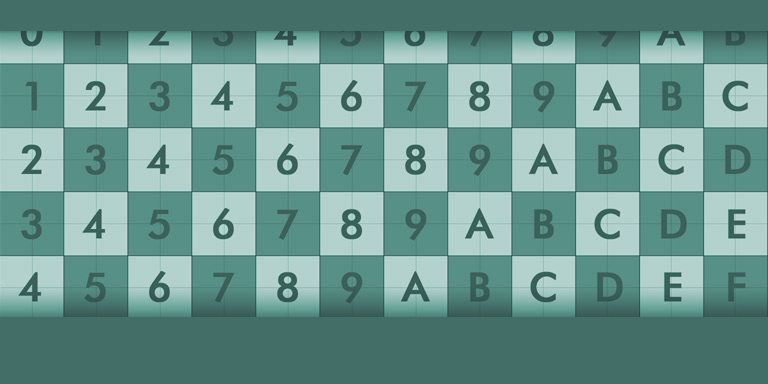 0 1 2 3 4 5 6 7 8 9 A B
1 2 3 4 5 6 7 8 9 A B C
2 3 4 5 6 7 8 9 A B C D
3 4 5 6 7 8 9 A B C D E
4 5 6 7 8 9 A B C D E F